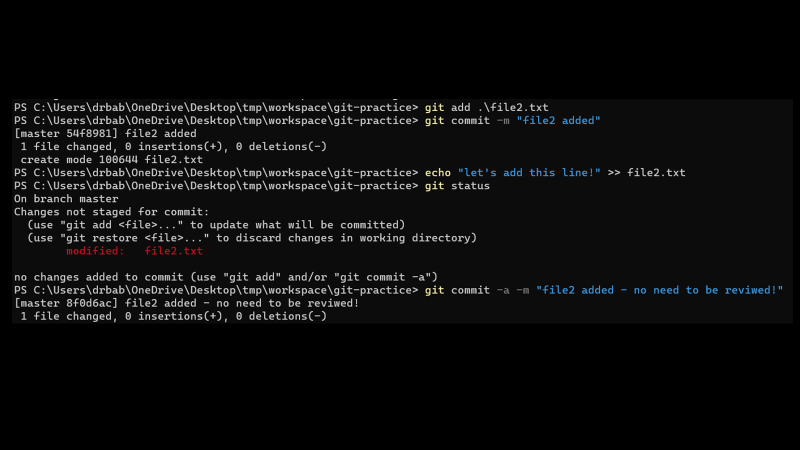 PS C:\Users\drbab\OneDrive\Desktop\tmp\workspace\git-practice> git add .\file2.txt
PS C:\Users\drbab\OneDrive\Desktop\tmp\workspace\git-practice> git commit -m "file2 added"
[master 54f8981] file2 added
 1 file changed, 0 insertions(+), 0 deletions(-)
 create mode 100644 file2.txt
PS C:\Users\drbab\OneDrive\Desktop\tmp\workspace\git-practice> echo "let's add this line!" >> file2.txt
PS C:\Users\drbab\OneDrive\Desktop\tmp\workspace\git-practice> git status
On branch master
Changes not staged for commit:
  (use "git add <file>..." to update what will be committed)
  (use "git restore <file>..." to discard changes in working directory)
        modified:   file2.txt

no changes added to commit (use "git add" and/or "git commit -a")
PS C:\Users\drbab\OneDrive\Desktop\tmp\workspace\git-practice> git commit -a -m "file2 added - no need to be reviwed!"
[master 8f0d6ac] file2 added - no need to be reviwed!
 1 file changed, 0 insertions(+), 0 deletions(-)